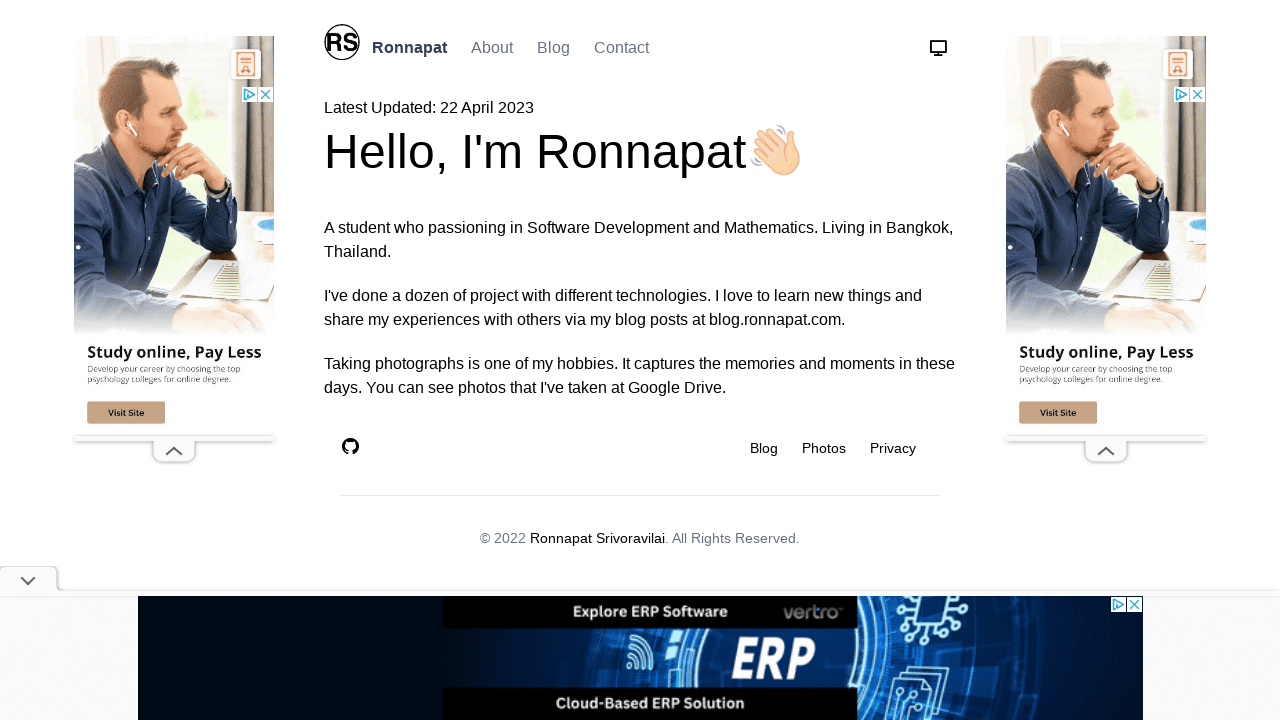 RS
Ronnapat About Blog Contact
Latest Updated: 22 April 2023
Hello, I'm Ronnapat👋🏻
A student who passioning in Software Development and Mathematics. Living in Bangkok,
Thailand.
I've done a dozen of project with different technologies. I love to learn new things and
share my experiences with others via my blog posts at blog.ronnapat.com.
Taking photographs is one of my hobbies. It captures the memories and moments in these
days. You can see photos that I've taken at Google Drive.
Blog Photos Privacy
© 2022 Ronnapat Srivoravilai. All Rights Reserved.
Study online, Pay Less
Develop your career by choosing the top
psychology colleges for online degree.
Visit Site
Study online, Pay Less
Develop your career by choosing the top
psychology colleges for online degree.
Visit Site
Explore ERP Software
vertro
ERP
Cloud-Based ERP Solution